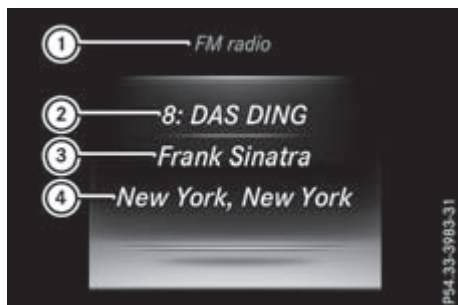 1 FM radio
2 8: DAS DING
3 Frank Sinatra
4 New York, New York
P54.33-3983-31